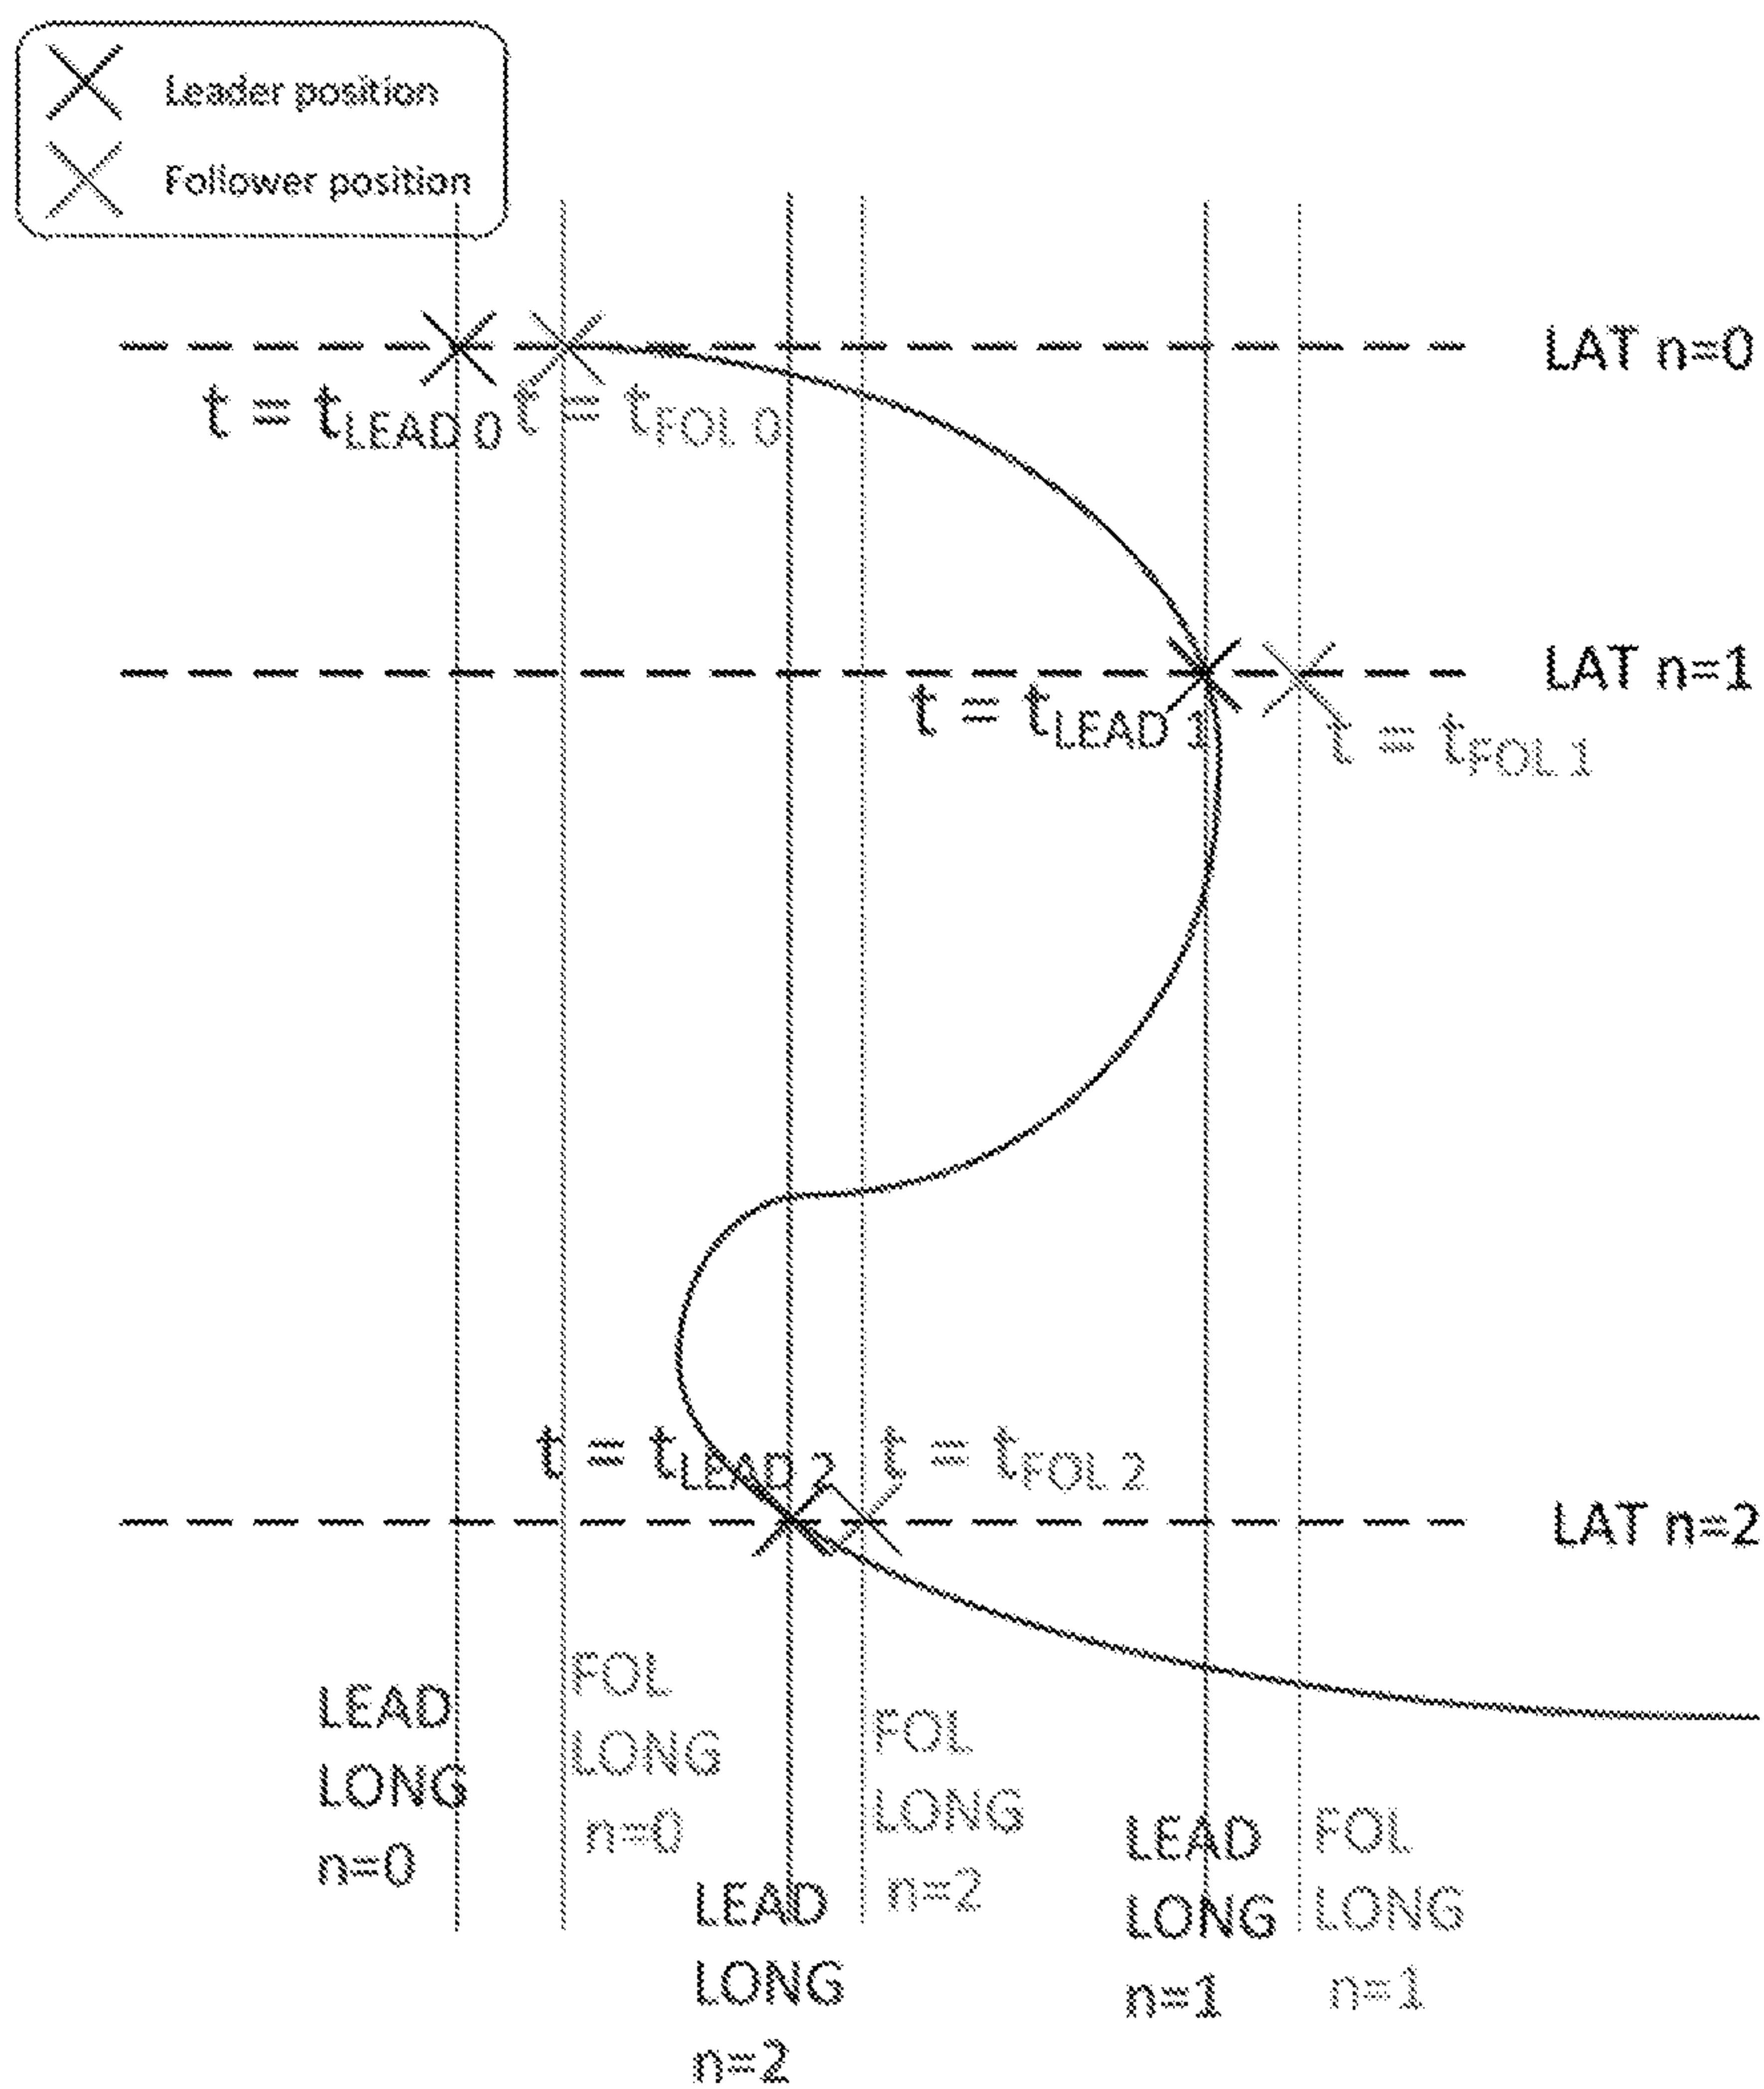 Leader position
Follower position
LAT n=0
t = tLEAD 0
t = tFOL 0
LAT n=1
t = tLEAD 1
t = tFOL 1
t = tLEAD 2
t = tFOL 2
LAT n=2
LEAD
LONG
n=0
FOL
LONG
n=0
LEAD
LONG
n=2
FOL
LONG
n=2
LEAD
LONG
n=1
FOL
LONG
n=1